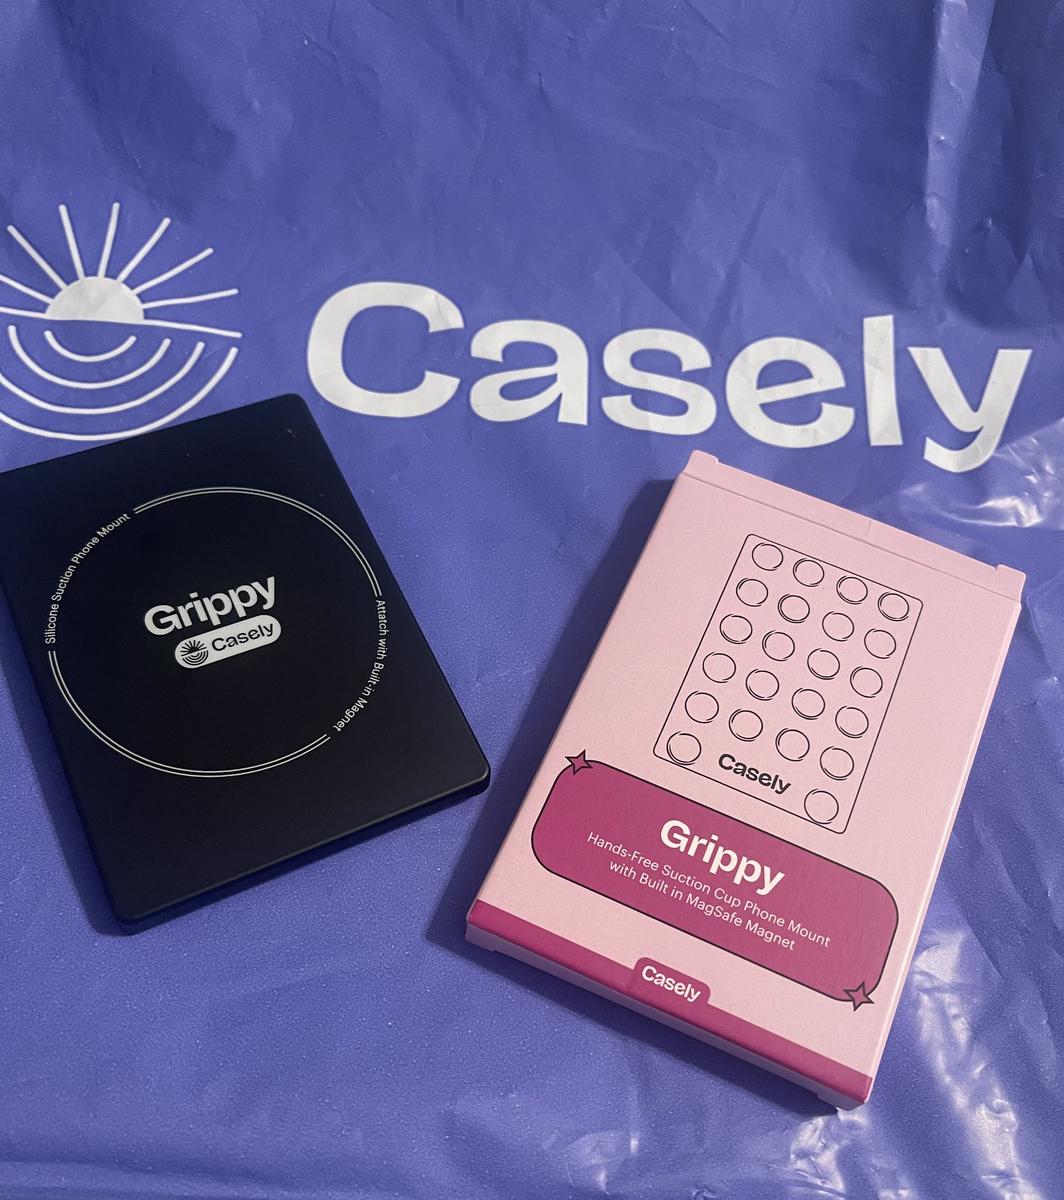 Casely
Silicone Suction Phone Mount
Grippy
Casely
Attatch with Built-in Magnet
Casely
Grippy
Hands-Free Suction Cup Phone Mount
with Built in MagSafe Magnet
Casely